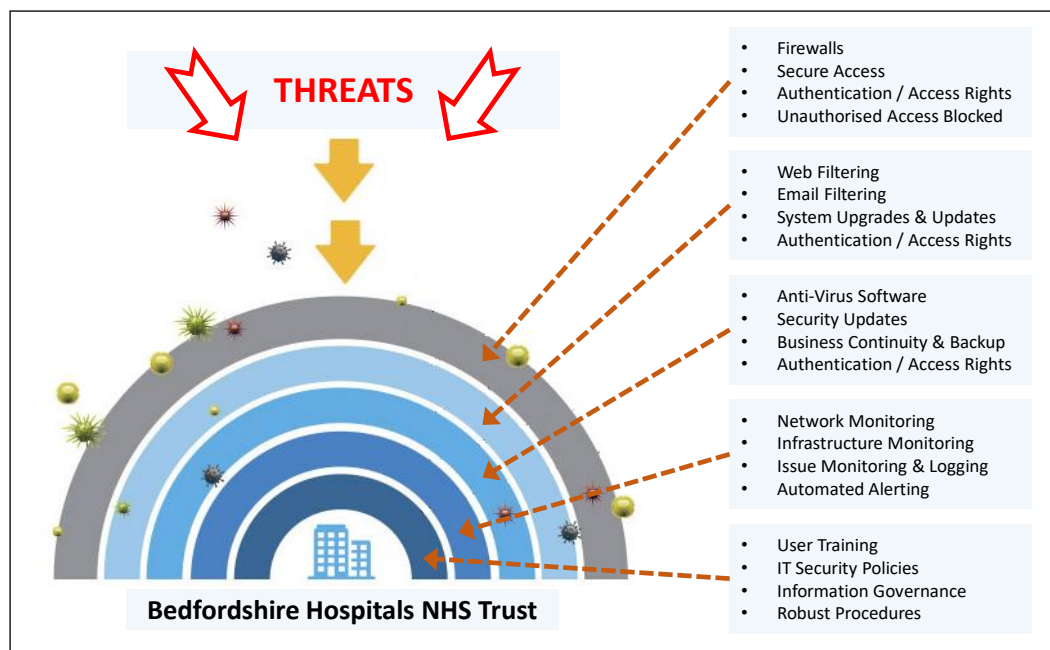 THREATS
• Firewalls
• Secure Access
• Authentication / Access Rights
• Unauthorised Access Blocked
• Web Filtering
• Email Filtering
• System Upgrades & Updates
• Authentication / Access Rights
• Anti-Virus Software
• Security Updates
• Business Continuity & Backup
• Authentication / Access Rights
• Network Monitoring
• Infrastructure Monitoring
• Issue Monitoring & Logging
• Automated Alerting
• User Training
• IT Security Policies
• Information Governance
• Robust Procedures
Bedfordshire Hospitals NHS Trust